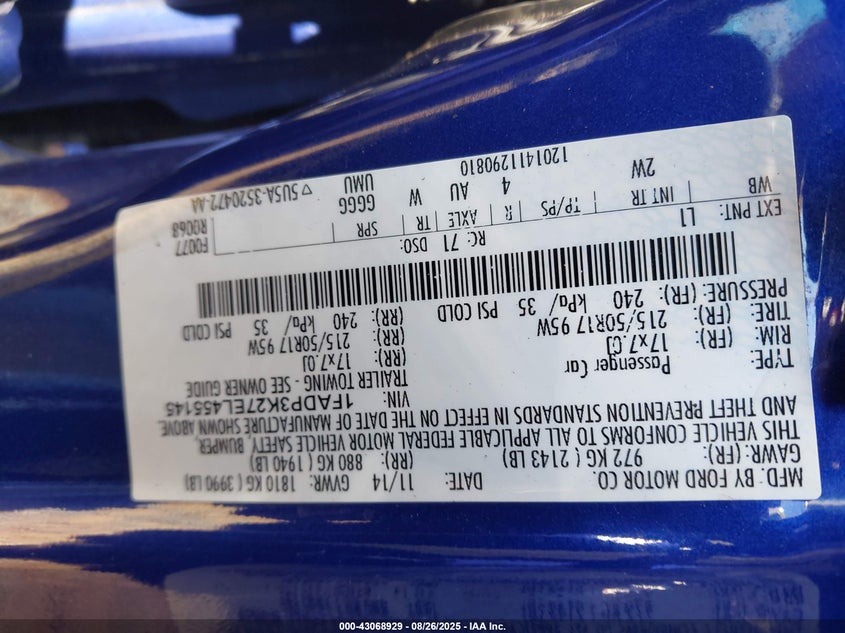 MFD. BY FORD MOTOR CO. DATE: 11/14 GVWR: 1810 KG ( 3990 LB)
GAWR: (FR): 972 KG ( 2143 LB) (RR): 880 KG ( 1940 LB)
THIS VEHICLE CONFORMS TO ALL APPLICABLE FEDERAL MOTOR VEHICLE SAFETY, BUMPER,
AND THEFT PREVENTION STANDARDS IN EFFECT ON THE DATE OF MANUFACTURE SHOWN ABOVE.
VIN: 1FADP3K27EL455145
TYPE: Passenger Car TRAILER TOWING - SEE OWNER GUIDE
RIM: (FR): 17x7.0J (RR): 17x7.0J
TIRE: (FR): 215/50R17 95W (RR): 215/50R17 95W
PRESSURE: (FR): 240 kPa/ 35 PSI COLD (RR): 240 kPa/ 35 PSI COLD
EXT PNT: L1 RC: 71 DSO: F0077
R0068
WB INT TR TP/PS R AXLE TR SPR
2W 4 AU W GGGG
UMU
1201411290810 ▽5U5A-3520472-AA
000-43068929 - 08/26/2025 - IAA Inc.